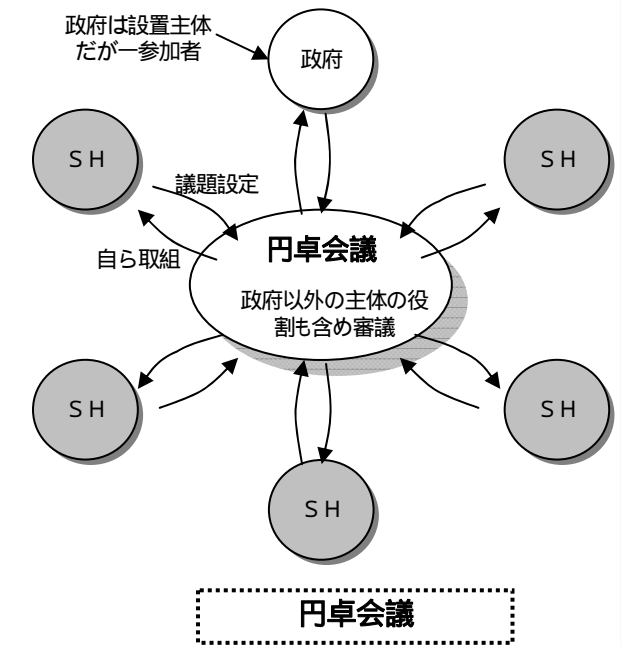 政府は設置主体
だが一参加者
政府
ＳＨ
ＳＨ
議題設定
自ら取組
円卓会議
政府以外の主体の役
割も含め審議
ＳＨ
ＳＨ
ＳＨ
円卓会議